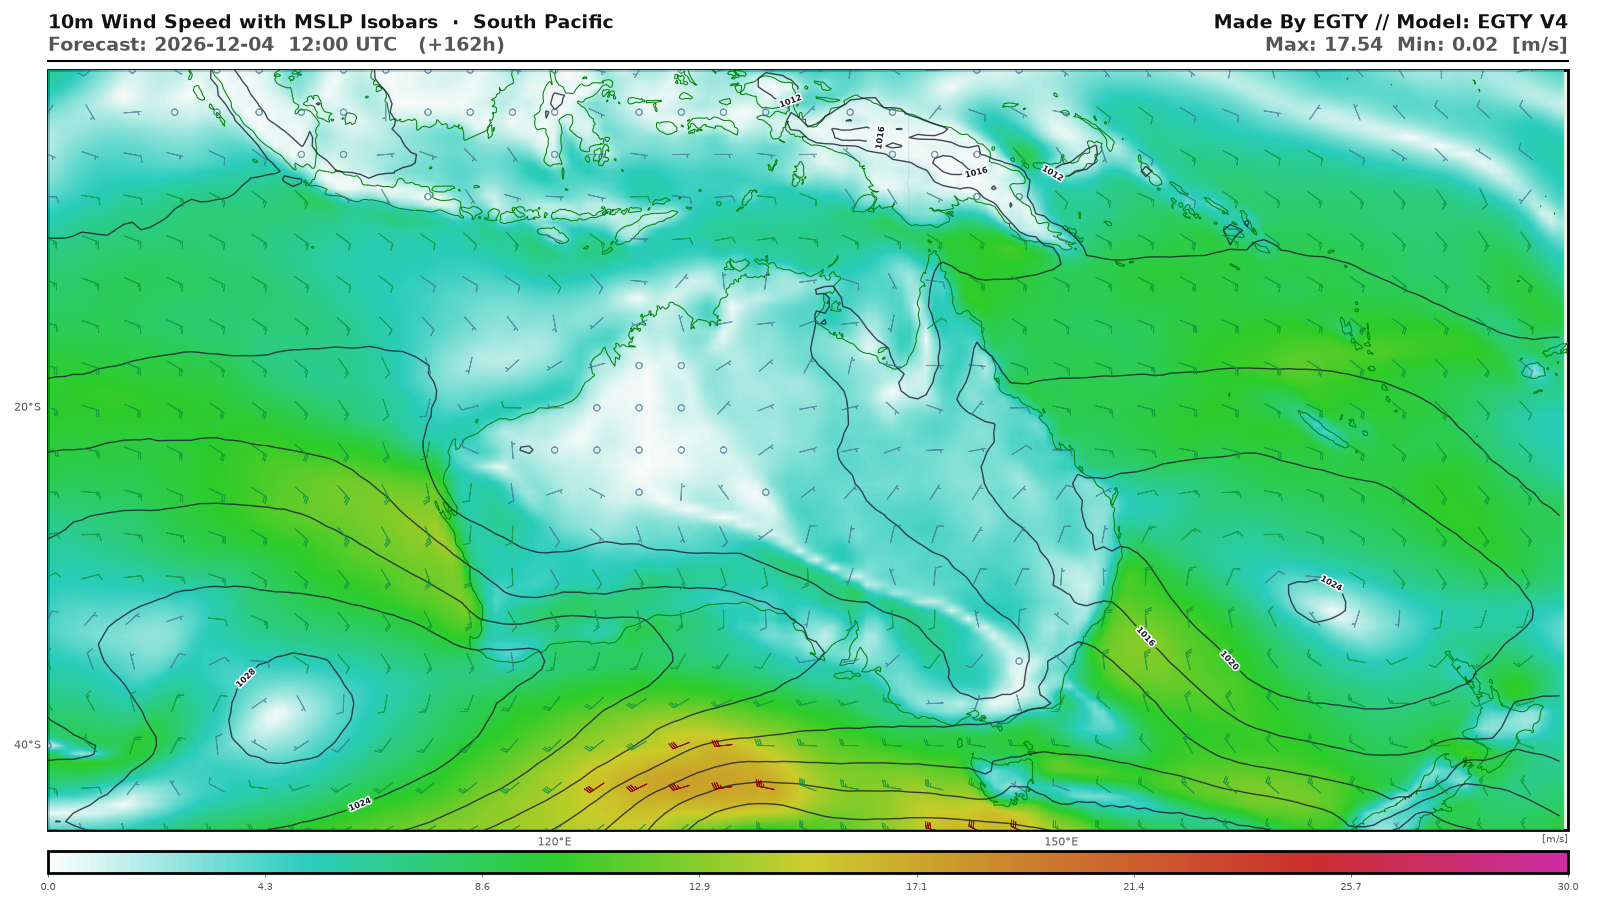 10m Wind Speed with MSLP Isobars · South Pacific
Made By EGTY // Model: EGTY V4
Forecast: 2026-12-04 12:00 UTC (+162h)
Max: 17.54 Min: 0.02 [m/s]
1012
1016
1016
1012
20°S
1024
1016
1020
1028
40°S
1024
120°E
150°E
[m/s]
0.0
4.3
8.6
12.9
17.1
21.4
25.7
30.0